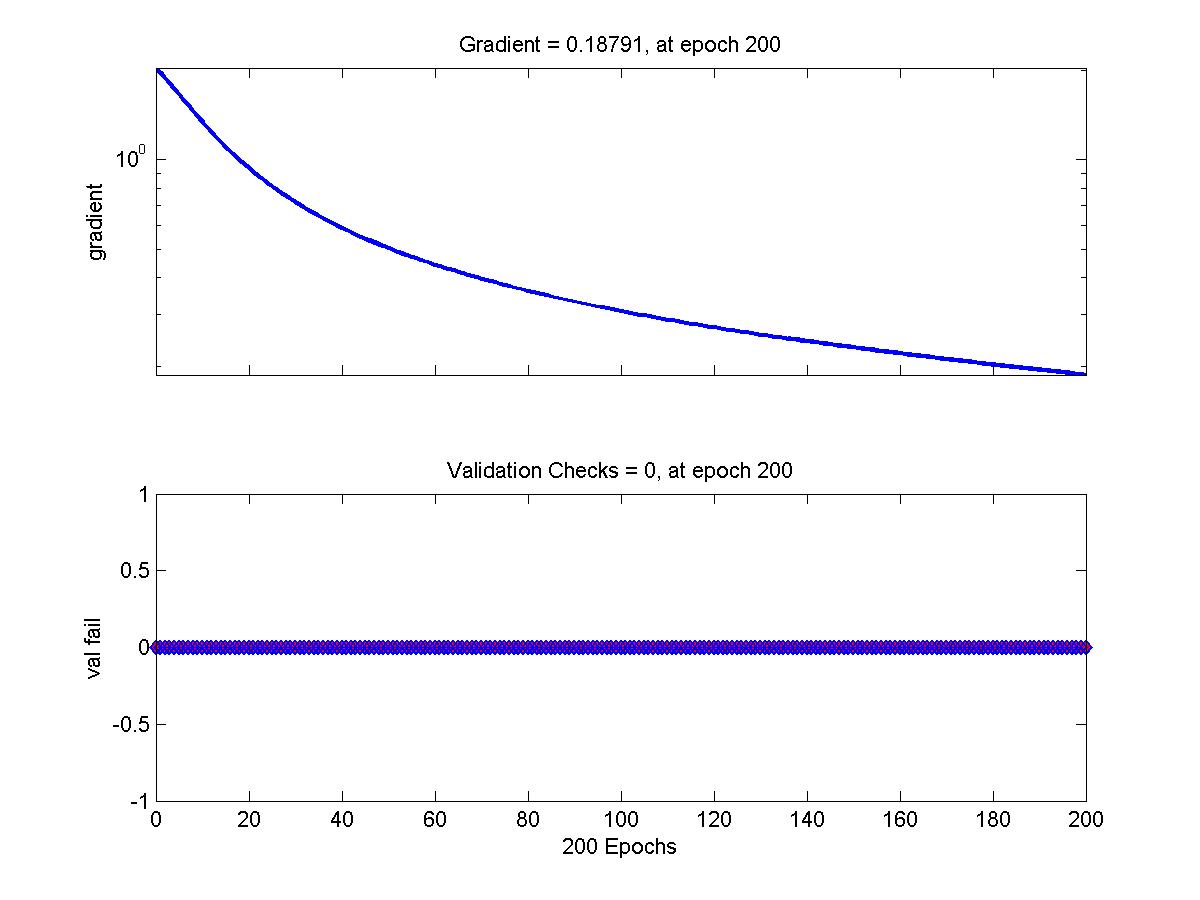 Gradient = 0.18791, at epoch 200
10^0
gradient
Validation Checks = 0, at epoch 200
1
0.5
0
-0.5
-1
val fail
0 20 40 60 80 100 120 140 160 180 200
200 Epochs